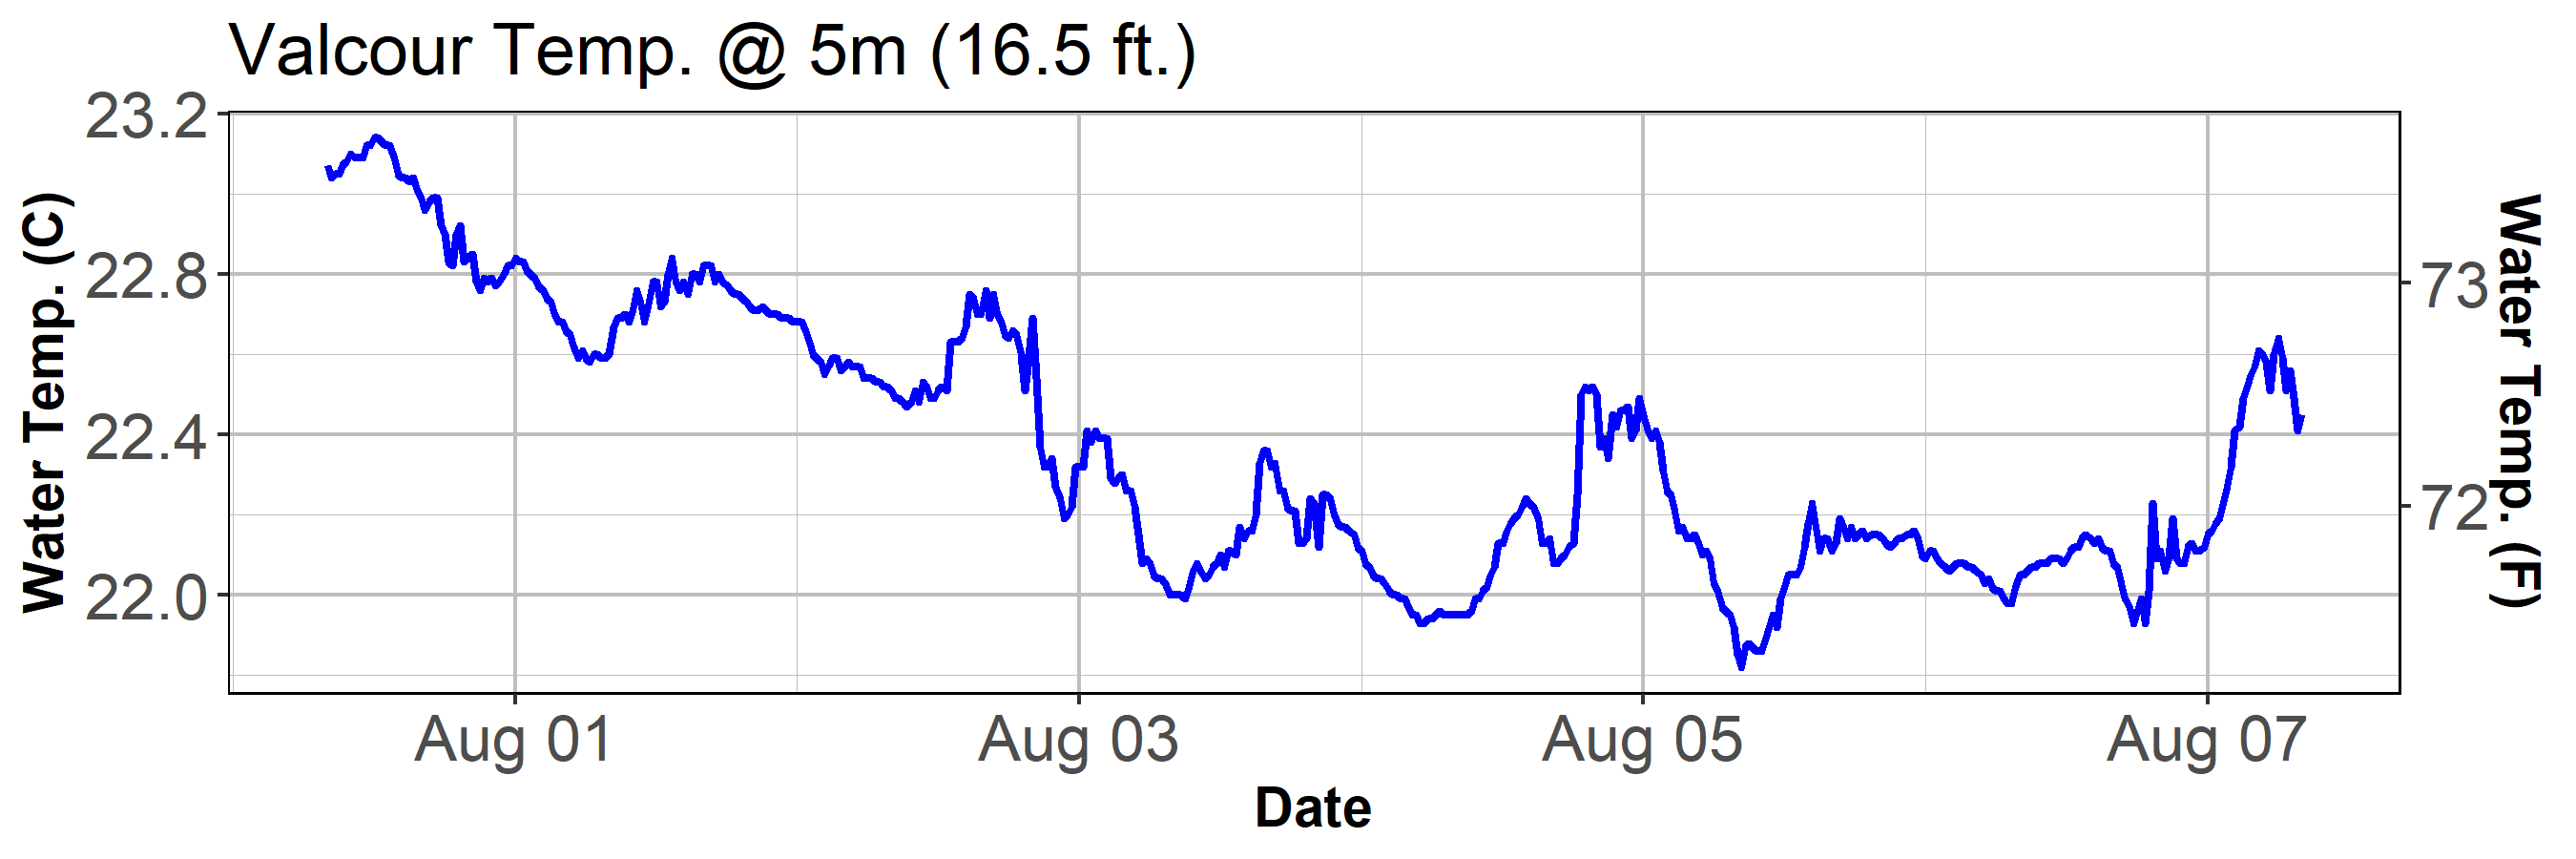 Valcour Temp. @ 5m (16.5 ft.)
Water Temp. (C)
23.2
22.8
22.4
22.0
73
72
Water Temp. (F)
Aug 01 Aug 03 Aug 05 Aug 07
Date